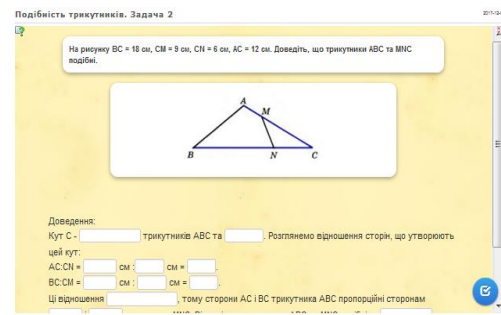 Подібність трикутників. Задача 2
На рисунку BC = 18 см, CM = 9 см, CN = 6 см, AC = 12 см. Доведіть, що трикутники ABC та MNC
подібні.
A
M
B
N
C
Доведення:
Кут С - трикутників ABC та . Розглянемо відношення сторін, що утворюють
цей кут:
AC:CN = см : см = .
BC:CM = см : см = .
Ці відношення , тому сторони AC і BC трикутника ABC пропорційні сторонам